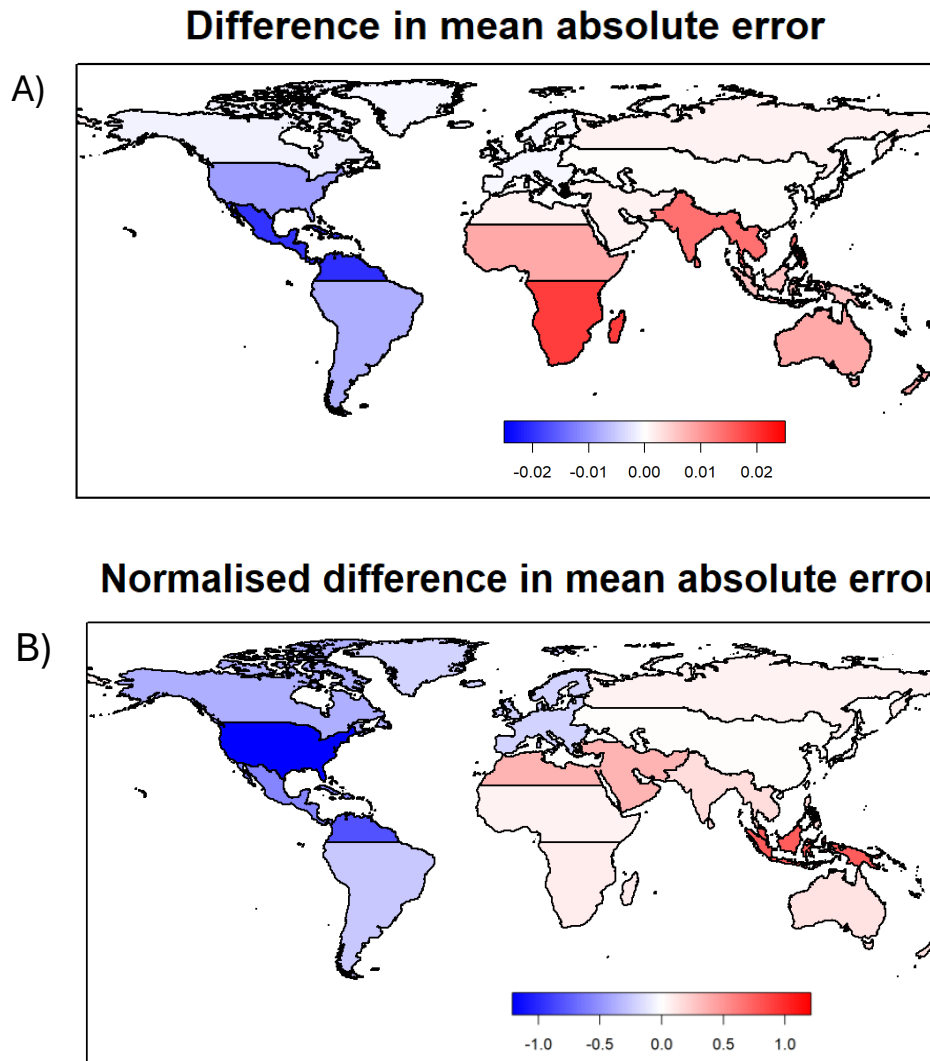 Difference in mean absolute error
A)
-0.02 -0.01 0.00 0.01 0.02
Normalised difference in mean absolute error
B)
-1.0 -0.5 0.0 0.5 1.0